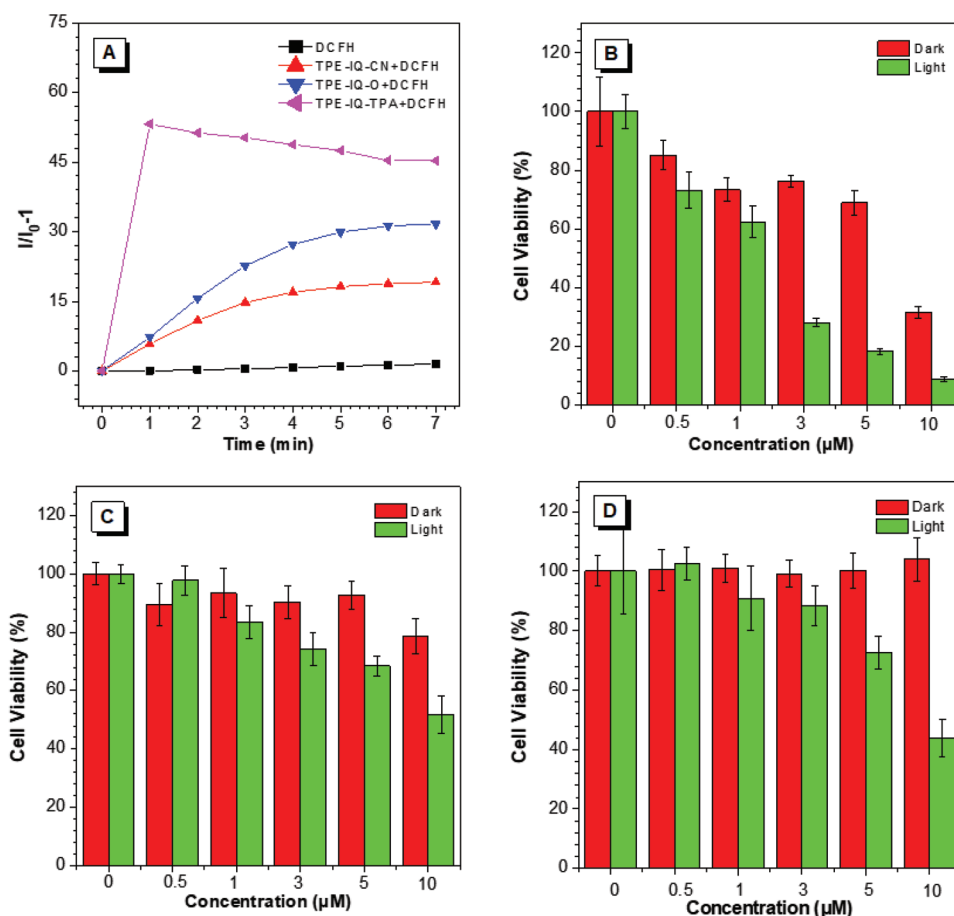 A
75
60
45
30
15
0
I/I0-1
DCFH
TPE-IQ-CN+DCFH
TPE-IQ-O+DCFH
TPE-IQ-TPA+DCFH
0 1 2 3 4 5 6 7
Time (min)
B
Dark
Light
120
100
80
60
40
20
0
Cell Viability (%)
0 0.5 1 3 5 10
Concentration (μM)
C
Dark
Light
120
100
80
60
40
20
0
Cell Viability (%)
0 0.5 1 3 5 10
Concentration (μM)
D
Dark
Light
120
100
80
60
40
20
0
Cell Viability (%)
0 0.5 1 3 5 10
Concentration (μM)